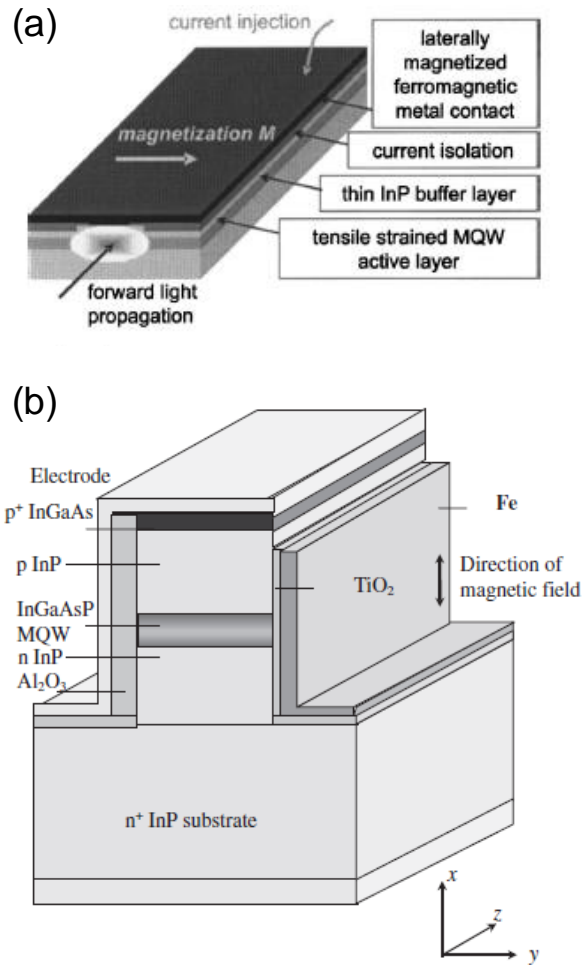 (a)
current injection
laterally
magnetized
ferromagnetic
metal contact
magnetization M
current isolation
thin InP buffer layer
tensile strained MQW
active layer
forward light
propagation
(b)
Electrode
p⁺ InGaAs
Fe
p InP
TiO₂
Direction of
magnetic field
InGaAsP
MQW
n InP
Al₂O₃
n⁺ InP substrate
x
z
y